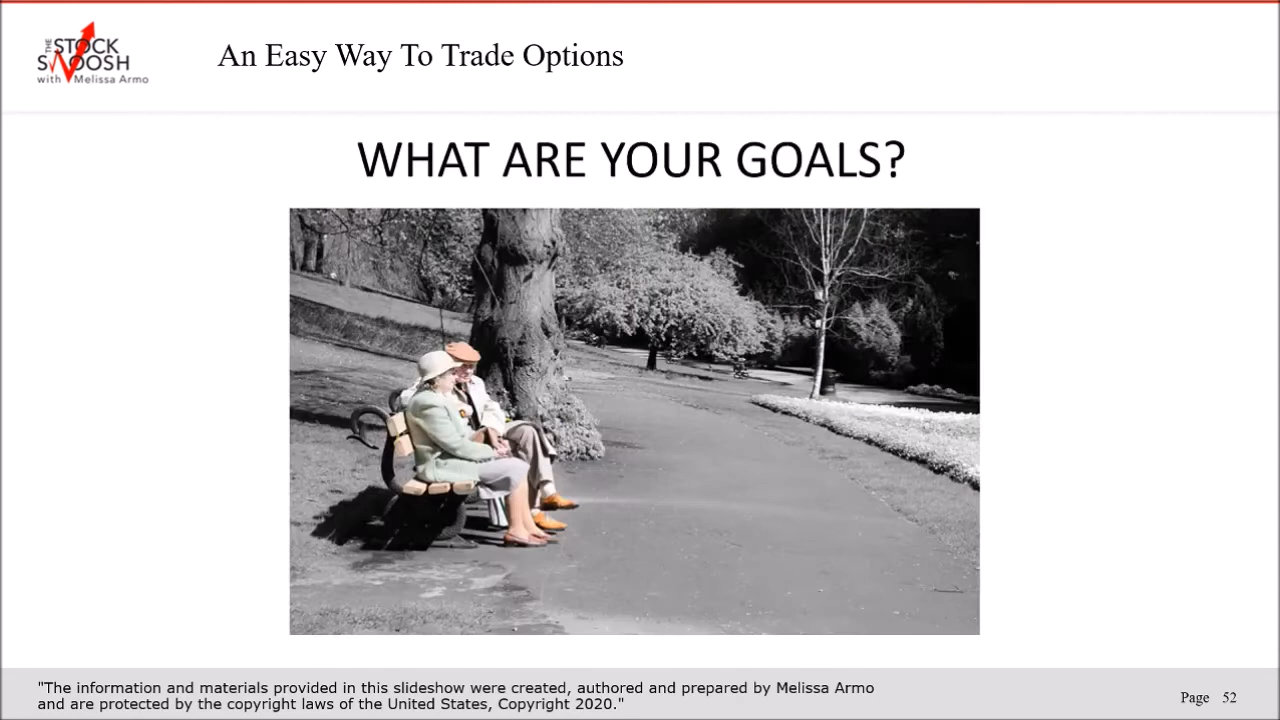 THE
STOCK
SWOOSH
with Melissa Armo
An Easy Way To Trade Options
WHAT ARE YOUR GOALS?
"The information and materials provided in this slideshow were created, authored and prepared by Melissa Armo
and are protected by the copyright laws of the United States, Copyright 2020."
Page 52